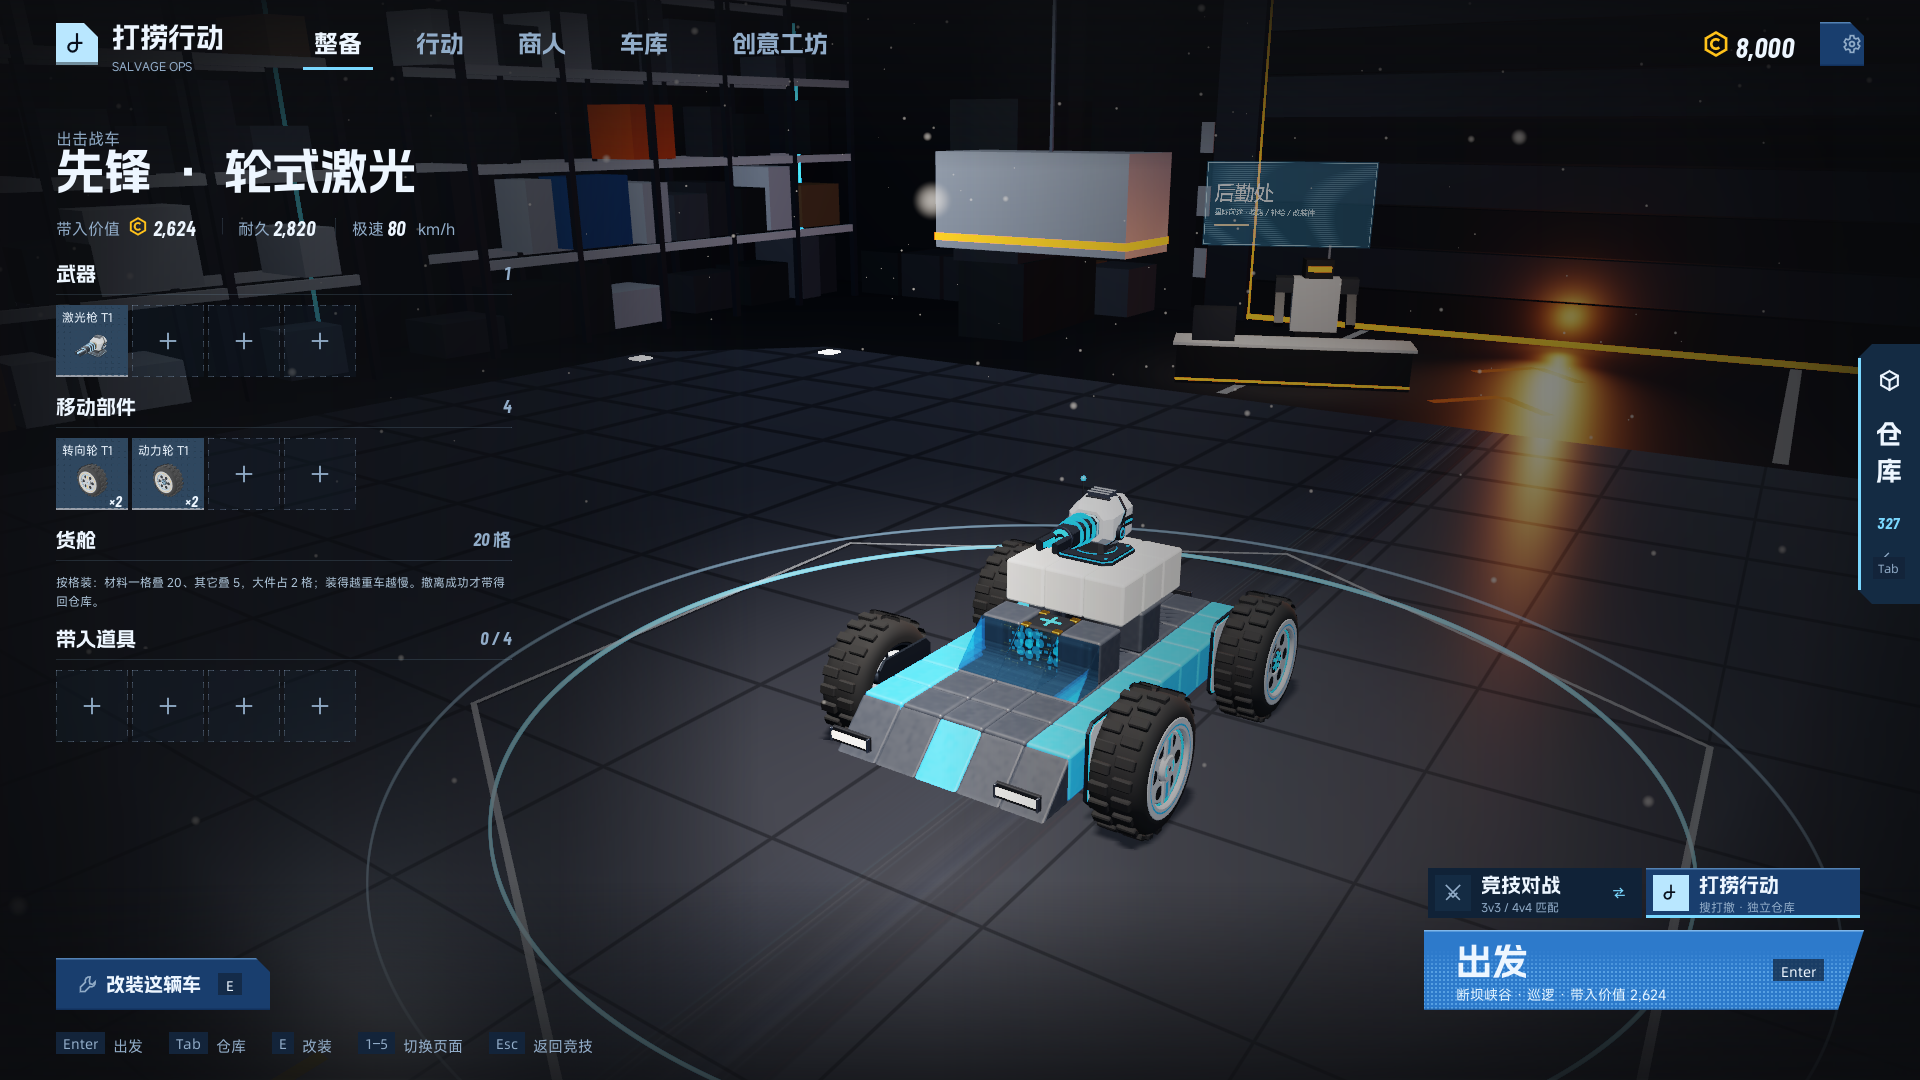 打捞行动
SALVAGE OPS
整备
行动
商人
车库
创意工坊
8,000
出击战车
先锋 · 轮式激光
带入价值 2,624
耐久 2,820
极速 80 km/h
武器 1
激光枪 T1
移动部件 4
转向轮 T1
×2
动力轮 T1
×2
货舱 20 格
按格装：材料一格叠 20、其它叠 5，大件占 2 格；装得越重车越慢。撤离成功才带得
回仓库。
带入道具 0 / 4
后勤处
仓库
327
Tab
竞技对战
3v3 / 4v4 匹配
打捞行动
搜打撤 · 独立仓库
出发
Enter
断坝峡谷 · 巡逻 · 带入价值 2,624
改装这辆车 E
Enter 出发
Tab 仓库
E 改装
1-5 切换页面
Esc 返回竞技